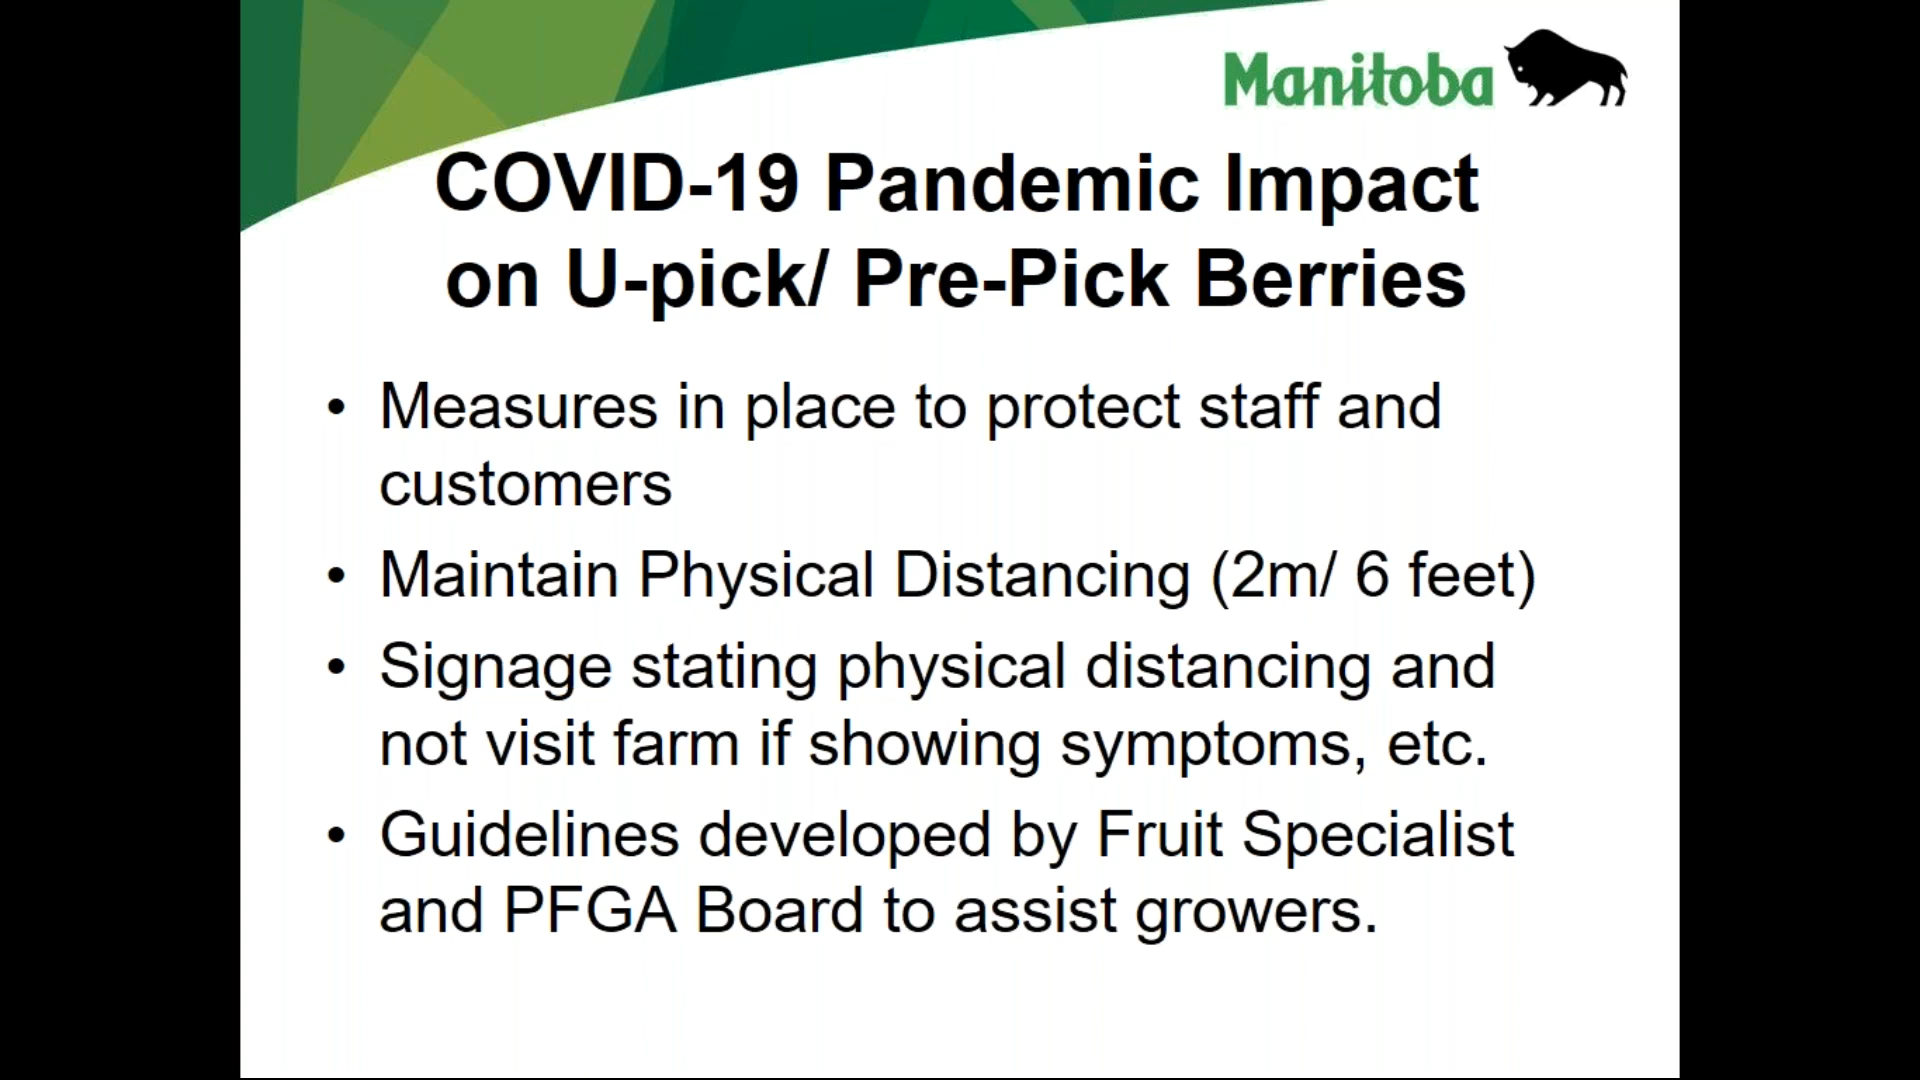 Manitoba
COVID-19 Pandemic Impact
on U-pick/ Pre-Pick Berries
• Measures in place to protect staff and
customers
• Maintain Physical Distancing (2m/ 6 feet)
• Signage stating physical distancing and
not visit farm if showing symptoms, etc.
• Guidelines developed by Fruit Specialist
and PFGA Board to assist growers.